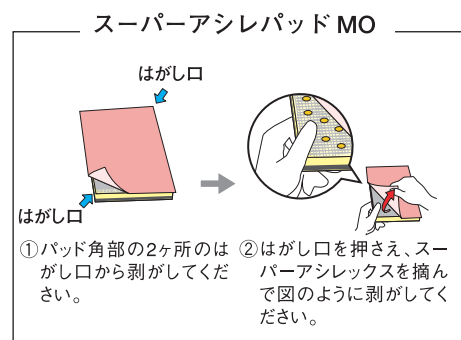 スーパーアシレパッド MO
はがし口
はがし口
①パッド角部の2ヶ所のは
がし口から剥がしてくだ
さい。
②はがし口を押さえ、スー
パーアシレックスを摘ん
で図のように剥がしてく
ださい。